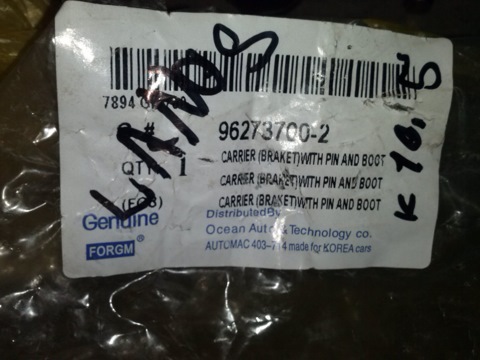 7894
LANOS
#
96273700-2
QTY 1
CARRIER (BRAKET)WITH PIN AND BOOT
CARRIER (BRAKET)WITH PIN AND BOOT
CARRIER (BRAKET)WITH PIN AND BOOT
Genuine
FORGM ®
Distributed By
Ocean Auto & Technology co.
AUTOMAC 403-714 made for KOREA cars